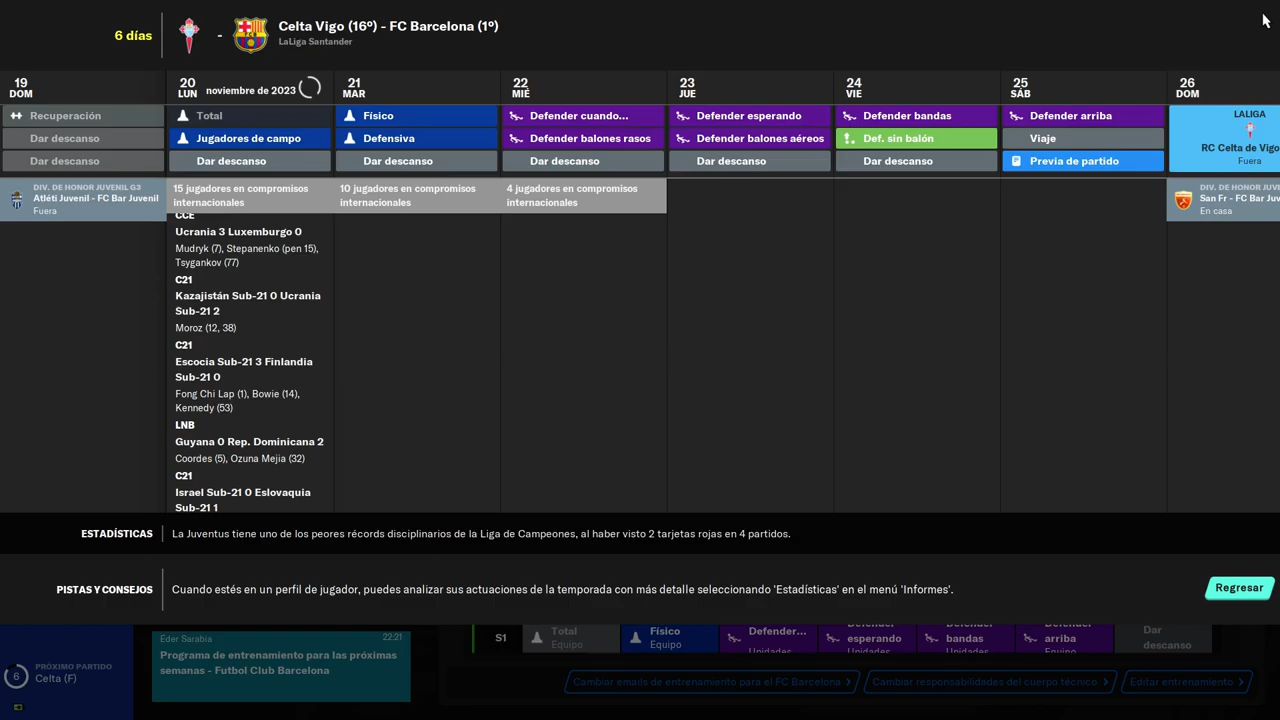 6 días
-
Celta Vigo (16º) - FC Barcelona (1º)
LaLiga Santander
19
DOM
20
LUN
noviembre de 2023
21
MAR
22
MIÉ
23
JUE
24
VIE
25
SÁB
26
DOM
Recuperación
Total
Físico
Defender cuando...
Defender esperando
Defender bandas
Defender arriba
Dar descanso
Jugadores de campo
Defensiva
Defender balones rasos
Defender balones aéreos
Def. sin balón
Viaje
Dar descanso
Dar descanso
Dar descanso
Dar descanso
Dar descanso
Dar descanso
Previa de partido
LALIGA
RC Celta de Vigo
Fuera
DIV. DE HONOR JUVENIL G3
Atléti Juvenil - FC Bar Juvenil
Fuera
15 jugadores en compromisos
internacionales
10 jugadores en compromisos
internacionales
4 jugadores en compromisos
internacionales
DIV. DE HONOR JUVE
San Fr - FC Bar Juv
En casa
CCE
Ucrania 3 Luxemburgo 0
Mudryk (7), Stepanenko (pen 15),
Tsygankov (77)
C21
Kazajistán Sub-21 0 Ucrania
Sub-21 2
Moroz (12, 38)
C21
Escocia Sub-21 3 Finlandia
Sub-21 0
Fong Chi Lap (1), Bowie (14),
Kennedy (53)
LNB
Guyana 0 Rep. Dominicana 2
Coordes (5), Ozuna Mejia (32)
C21
Israel Sub-21 0 Eslovaquia
Sub-21 1
ESTADÍSTICAS
La Juventus tiene uno de los peores récords disciplinarios de la Liga de Campeones, al haber visto 2 tarjetas rojas en 4 partidos.
PISTAS Y CONSEJOS
Cuando estés en un perfil de jugador, puedes analizar sus actuaciones de la temporada con más detalle seleccionando 'Estadísticas' en el menú 'Informes'.
Regresar
6
PRÓXIMO PARTIDO
Celta (F)
Eder Sarabia
22:21
Programa de entrenamiento para las próximas
semanas - Futbol Club Barcelona
S1
Total
Equipo
Físico
Equipo
Defender...
Unidades
Defender
esperando
Unidades
Defender
bandas
Unidades
Defender
arriba
Equipo
Dar
descanso
Cambiar emails de entrenamiento para el FC Barcelona
Cambiar responsabilidades del cuerpo técnico
Editar entrenamiento